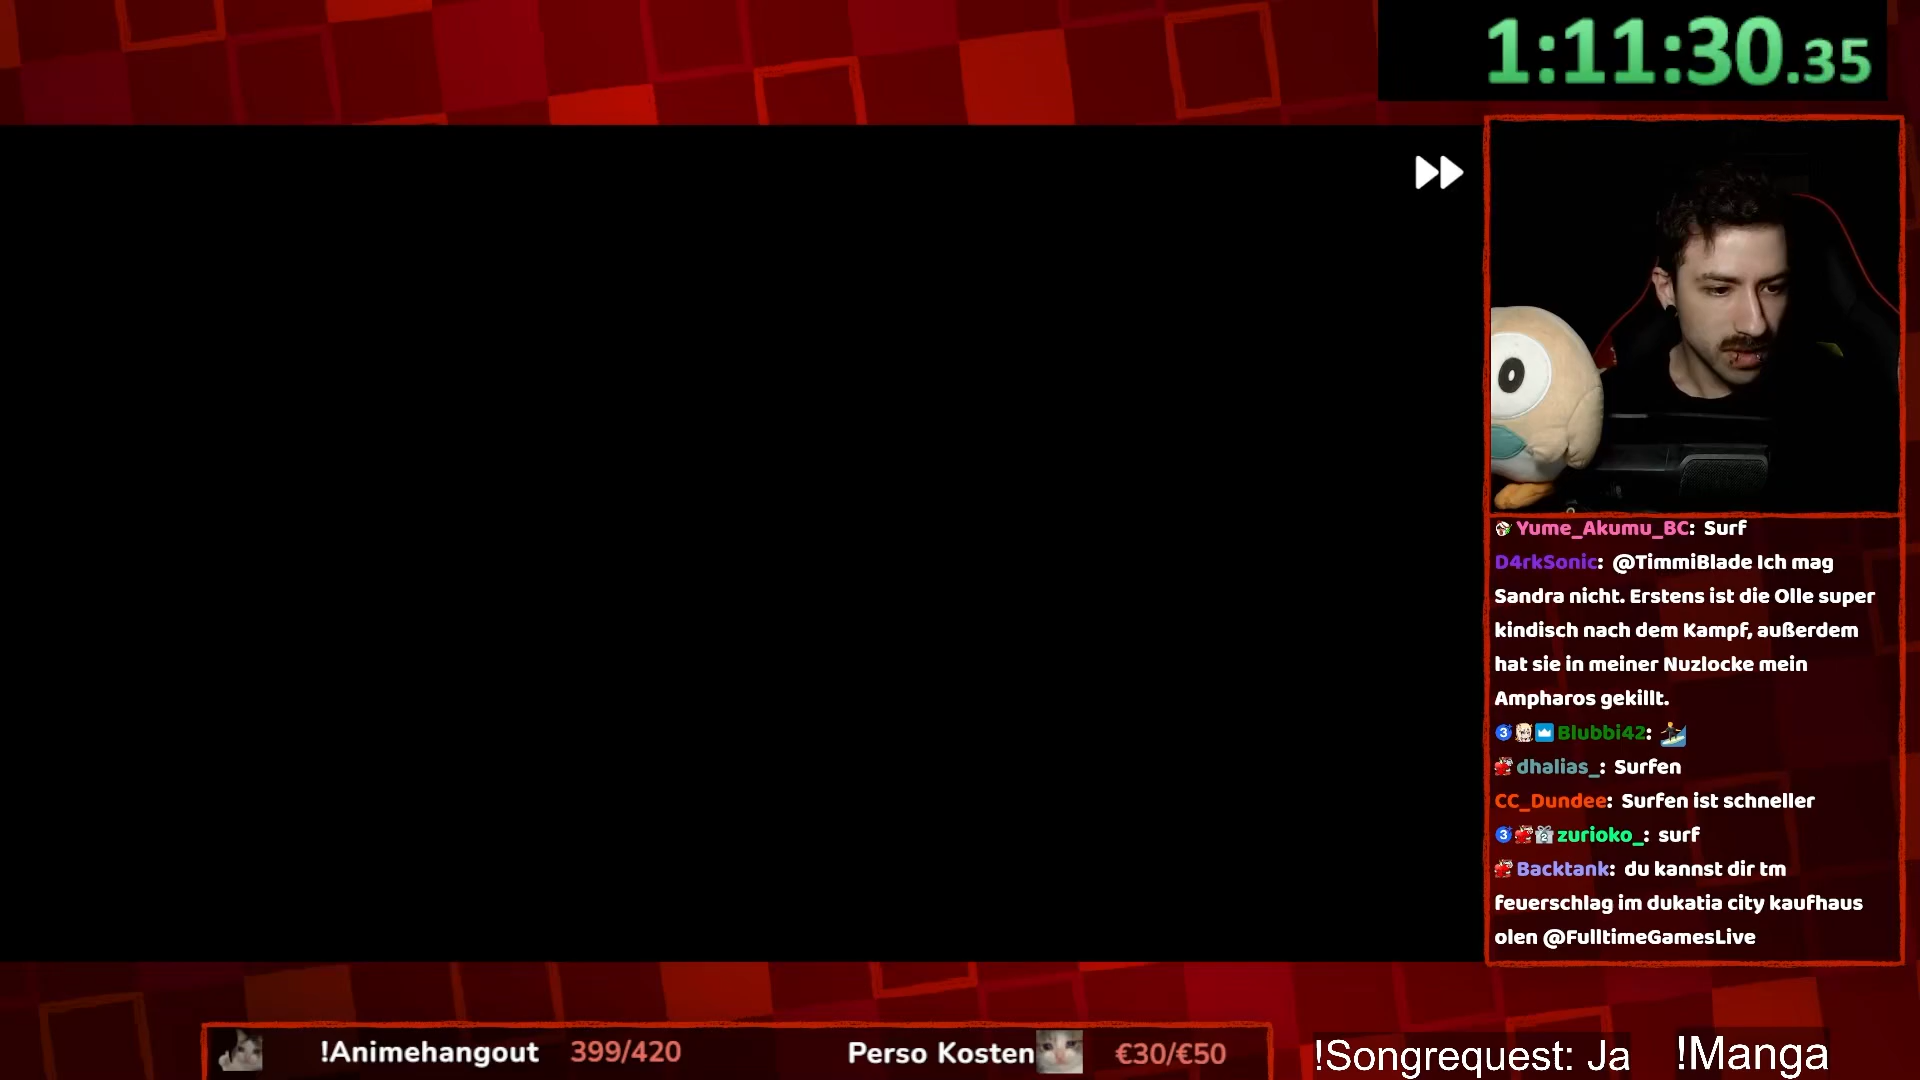 1:11:30.35
Yume_Akumu_BC: Surf
D4rkSonic: @TimmiBlade Ich mag
Sandra nicht. Erstens ist die Olle super
kindisch nach dem Kampf, außerdem
hat sie in meiner Nuzlocke mein
Ampharos gekillt.
3 Blubbi42:
dhalias_: Surfen
CC_Dundee: Surfen ist schneller
3 2 zurioko_: surf
Backtank: du kannst dir tm
feuerschlag im dukatia city kaufhaus
olen @FulltimeGamesLive
!Animehangout 399/420 Perso Kosten €30/€50 !Songrequest: Ja !Manga